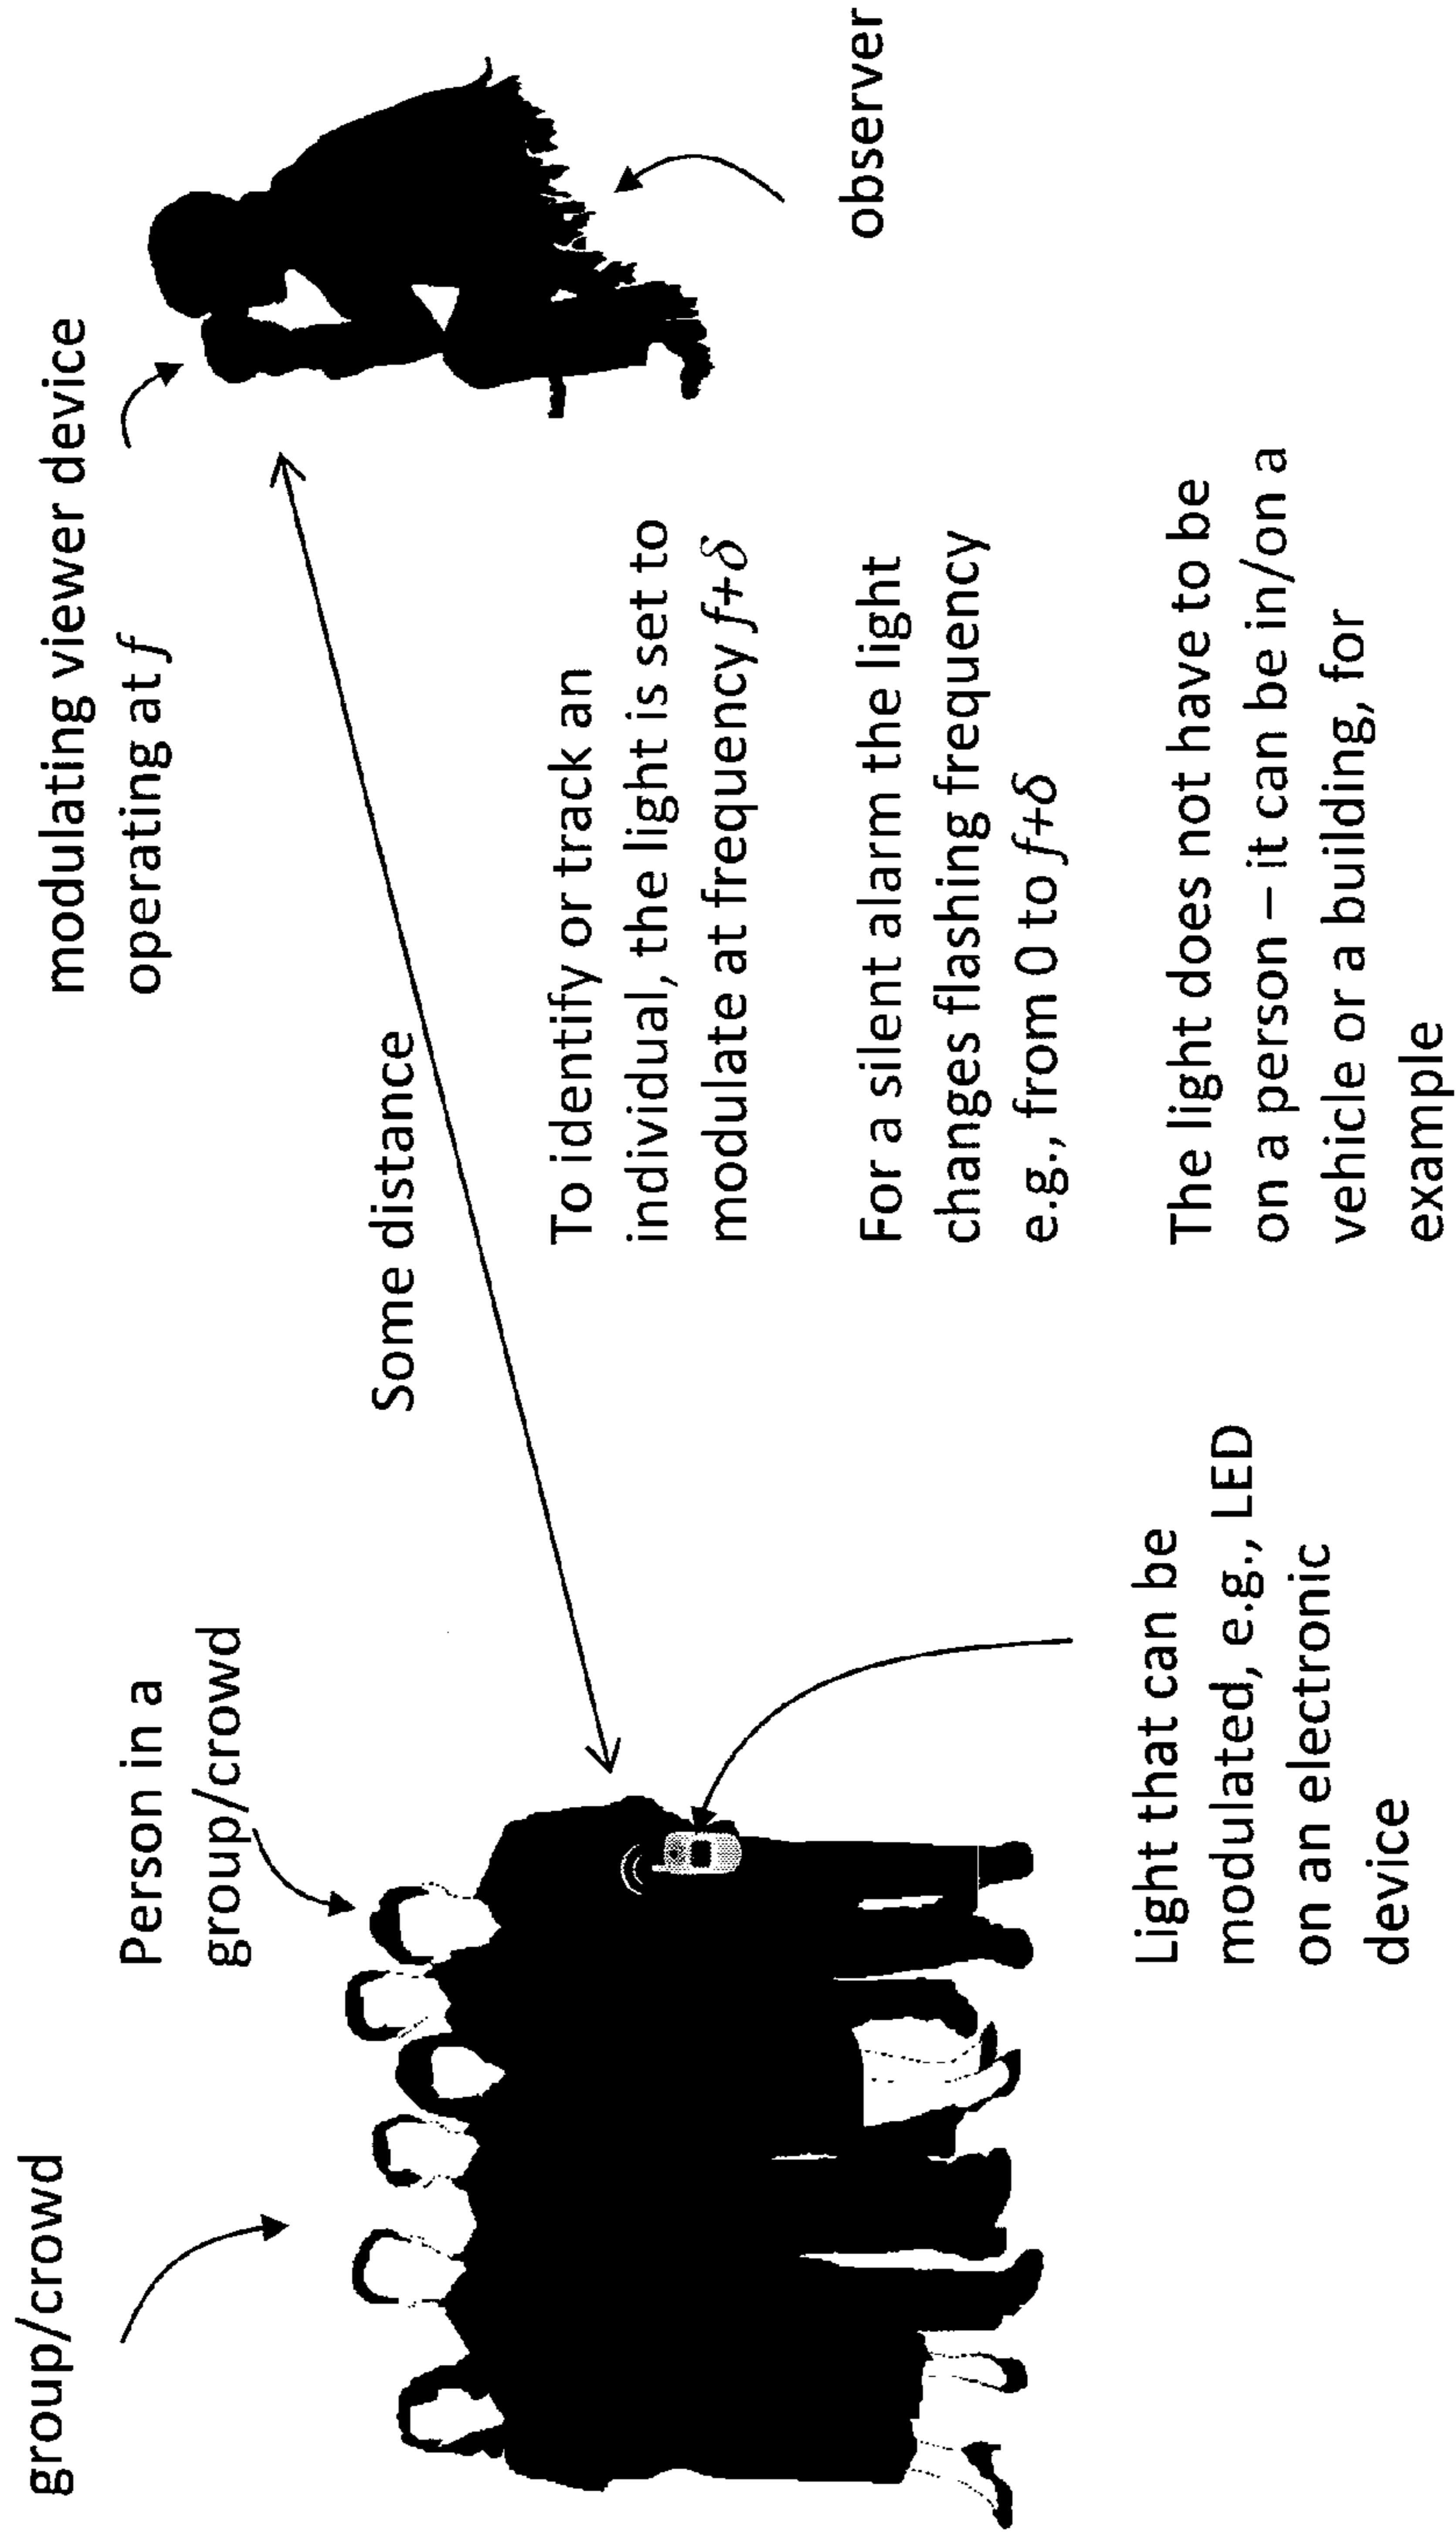 group/crowd
Person in a
group/crowd
modulating viewer device
operating at f
Some distance
observer
To identify or track an
individual, the light is set to
modulate at frequency f+δ
For a silent alarm the light
changes flashing frequency
e.g., from 0 to f+δ
The light does not have to be
on a person – it can be in/on a
vehicle or a building, for
example
Light that can be
modulated, e.g., LED
on an electronic
device